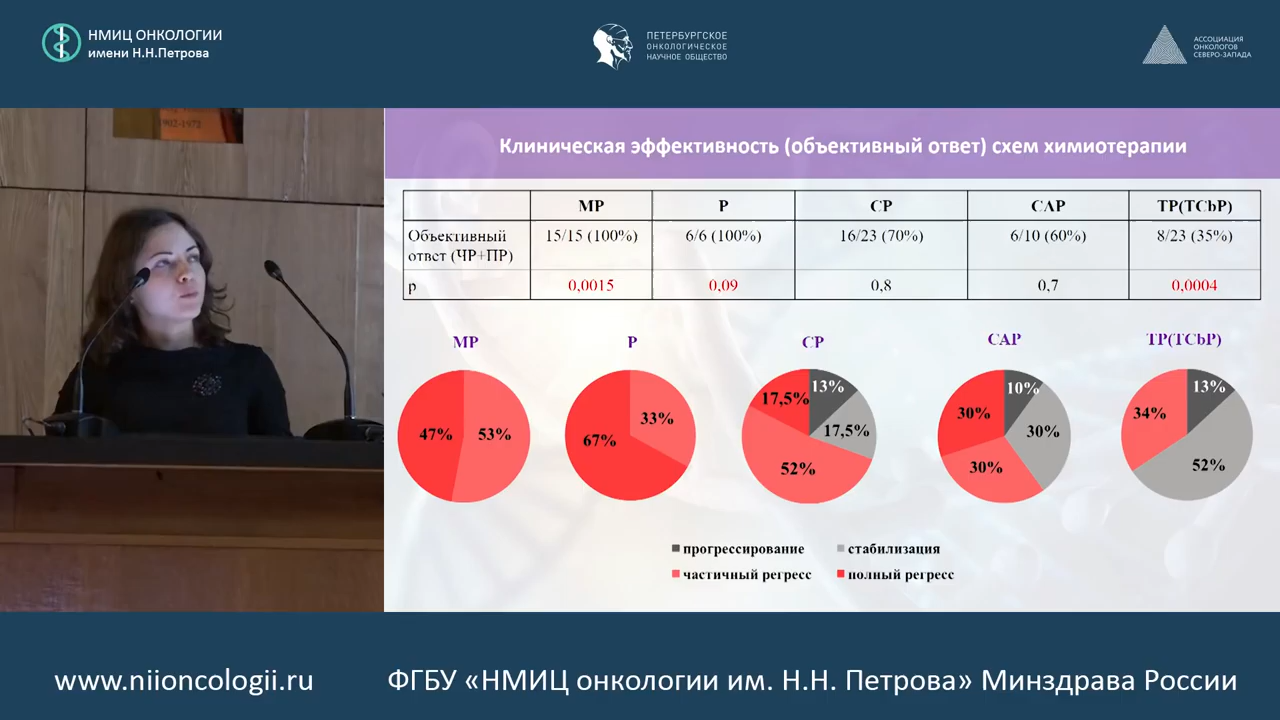 НМИЦ ОНКОЛОГИИ
имени Н.Н.Петрова
ПЕТЕРБУРГСКОЕ
ОНКОЛОГИЧЕСКОЕ
НАУЧНОЕ ОБЩЕСТВО
АССОЦИАЦИЯ
ОНКОЛОГОВ
СЕВЕРО-ЗАПАДА
1902-1972
Клиническая эффективность (объективный ответ) схем химиотерапии
MP P CP CAP TP(TCbP)
Объективный 15/15 (100%) 6/6 (100%) 16/23 (70%) 6/10 (60%) 8/23 (35%)
ответ (ЧР+ПР)
p 0,0015 0,09 0,8 0,7 0,0004
MP P CP CAP TP(TCbP)
47% 53%
67% 33%
17,5% 13% 17,5% 52%
30% 10% 30% 30%
34% 13% 52%
прогрессирование стабилизация
частичный регресс полный регресс
www.niioncologii.ru ФГБУ «НМИЦ онкологии им. Н.Н. Петрова» Минздрава России